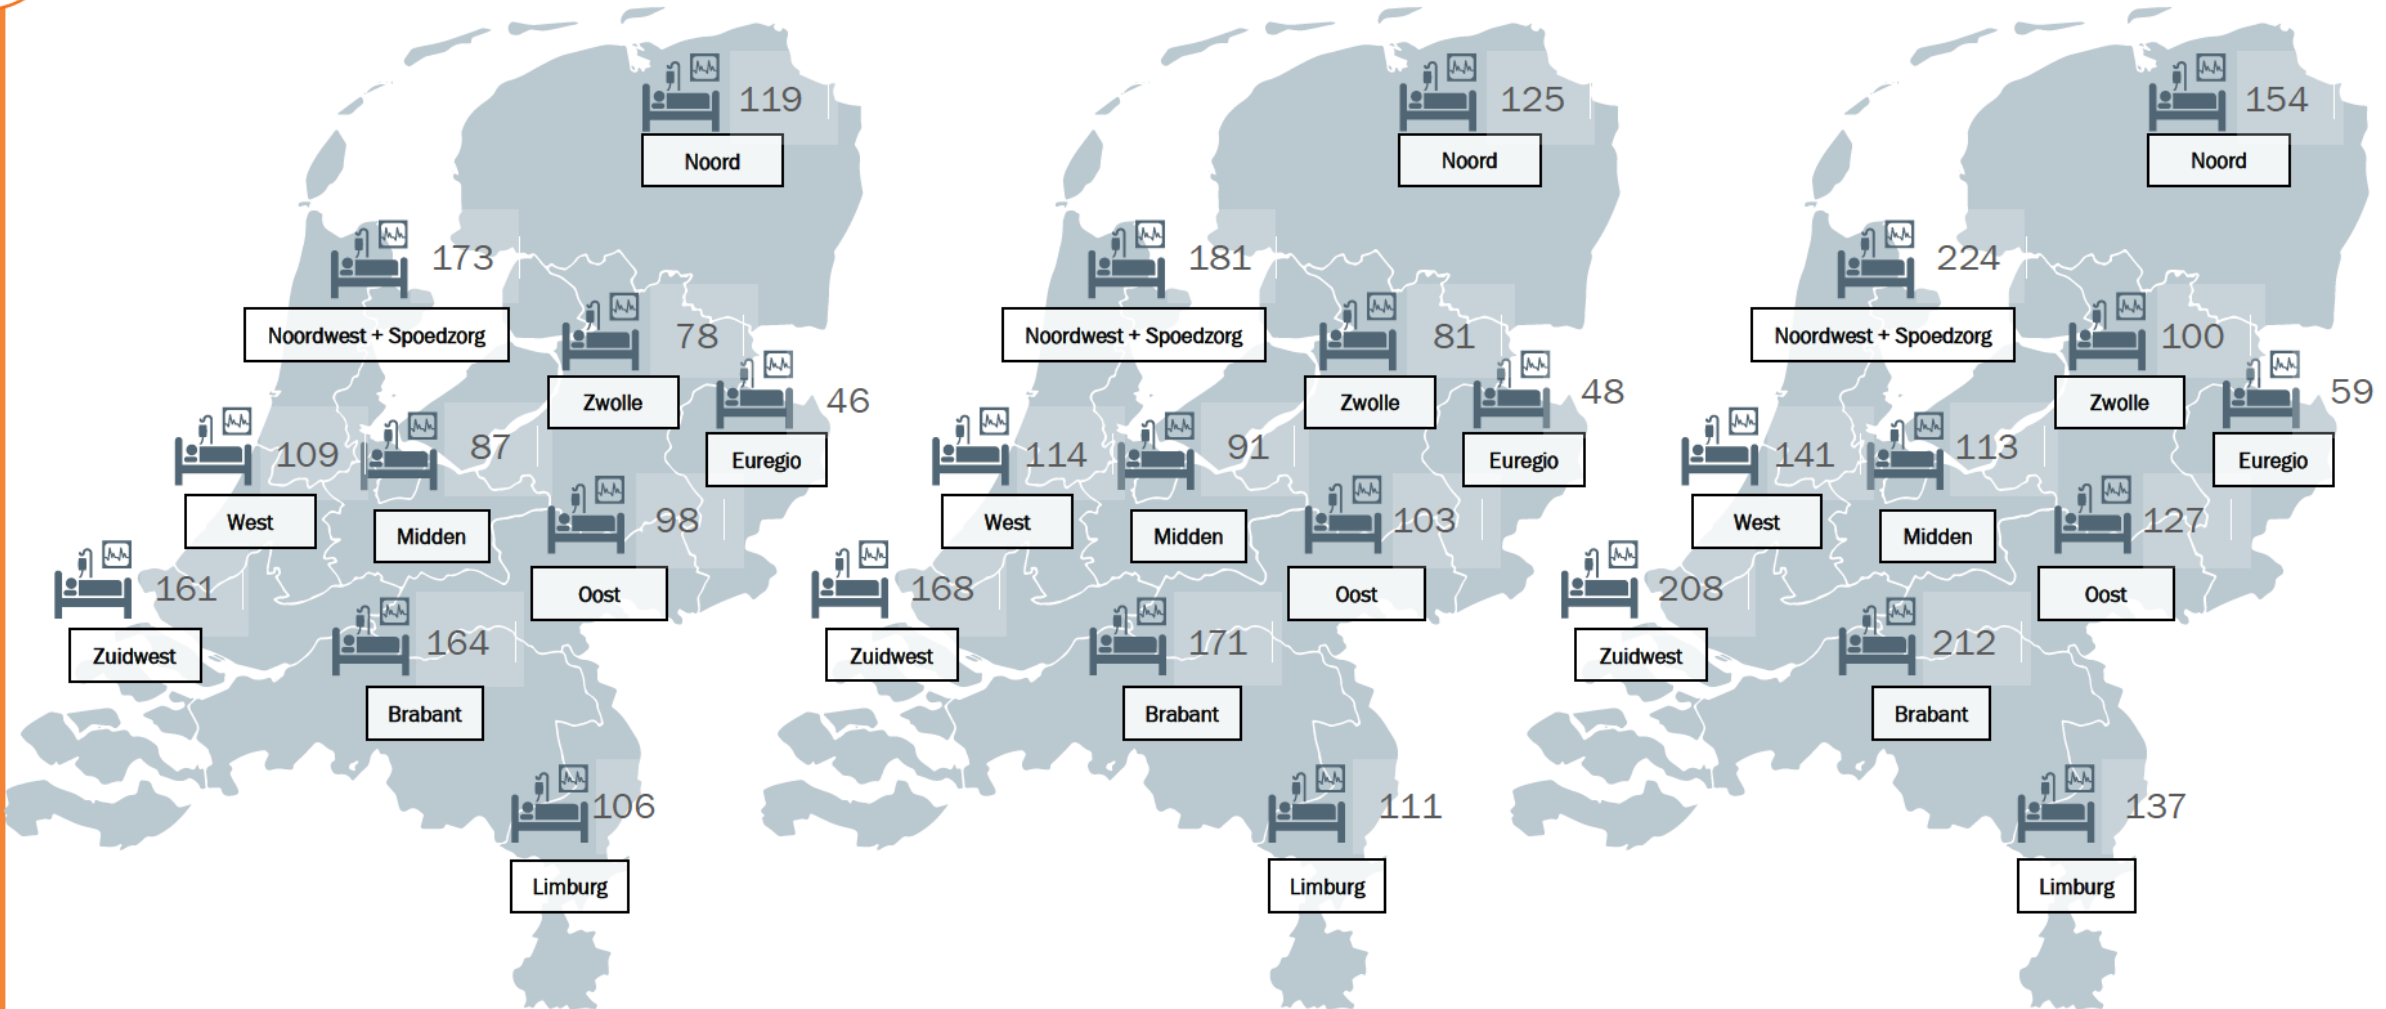 119
Noord
173
Noordwest + Spoedzorg
78
Zwolle
46
Euregio
109
West
87
Midden
98
Oost
161
Zuidwest
164
Brabant
106
Limburg
125
Noord
181
Noordwest + Spoedzorg
81
Zwolle
48
Euregio
114
West
91
Midden
103
Oost
168
Zuidwest
171
Brabant
111
Limburg
154
Noord
224
Noordwest + Spoedzorg
100
Zwolle
59
Euregio
141
West
113
Midden
127
Oost
208
Zuidwest
212
Brabant
137
Limburg